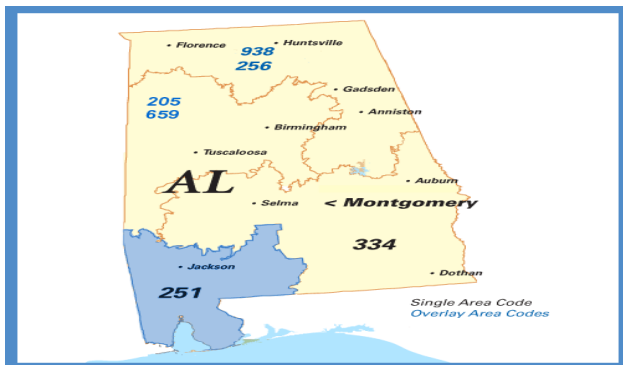 Florence
Huntsville
938
256
Gadsden
205
659
Anniston
Birmingham
Tuscaloosa
AL
Auburn
Selma
< Montgomery
334
Jackson
Dothan
251
Single Area Code
Overlay Area Codes